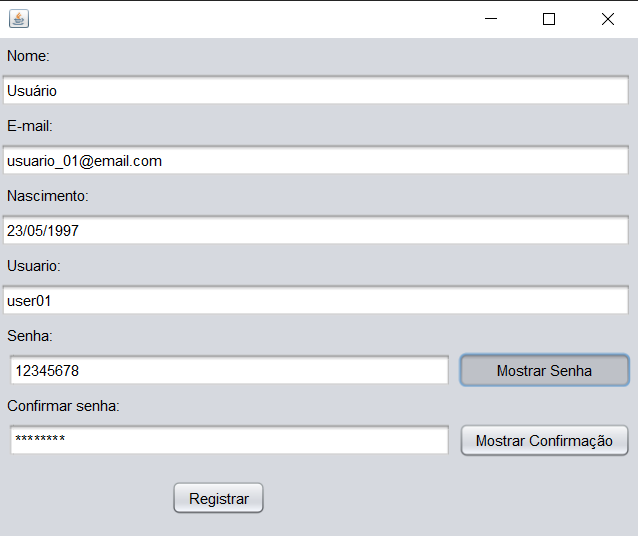 Nome:
Usuário
E-mail:
usuario_01@email.com
Nascimento:
23/05/1997
Usuario:
user01
Senha:
12345678 Mostrar Senha
Confirmar senha:
******** Mostrar Confirmação
Registrar